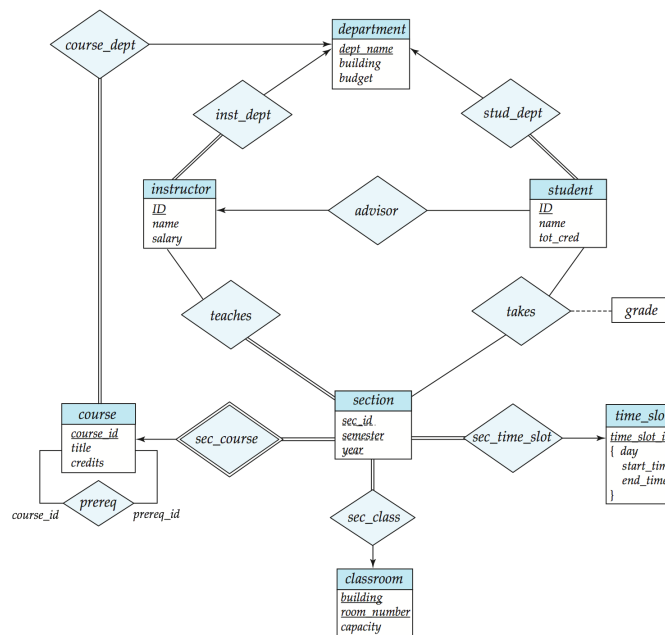 department
dept_name
building
budget
course_dept
inst_dept
stud_dept
instructor
ID
name
salary
advisor
student
ID
name
tot_cred
teaches
takes
grade
course
course_id
title
credits
sec_course
section
sec_id
semester
year
sec_time_slot
time_slo
time_slot_i
{ day
start_tim
end_time
}
prereq
course_id
prereq_id
sec_class
classroom
building
room_number
capacity